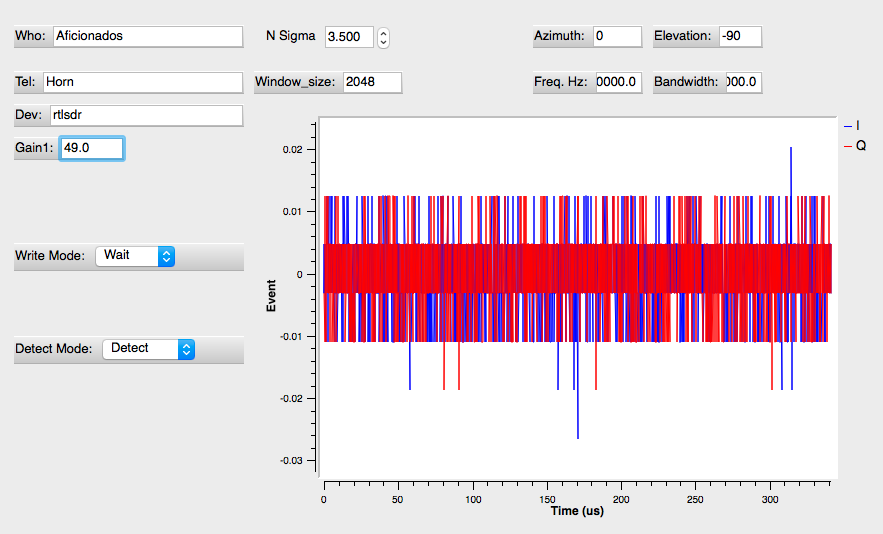 Who: Aficionados N Sigma 3.500 Azimuth: 0 Elevation: -90
Tel: Horn Window_size: 2048 Freq. Hz: 0000.0 Bandwidth: 000.0
Dev: rtlsdr
Gain1: 49.0
I
Q
Write Mode: Wait
Detect Mode: Detect
Event
0.02
0.01
0
-0.01
-0.02
-0.03
0 50 100 150 200 250 300
Time (us)